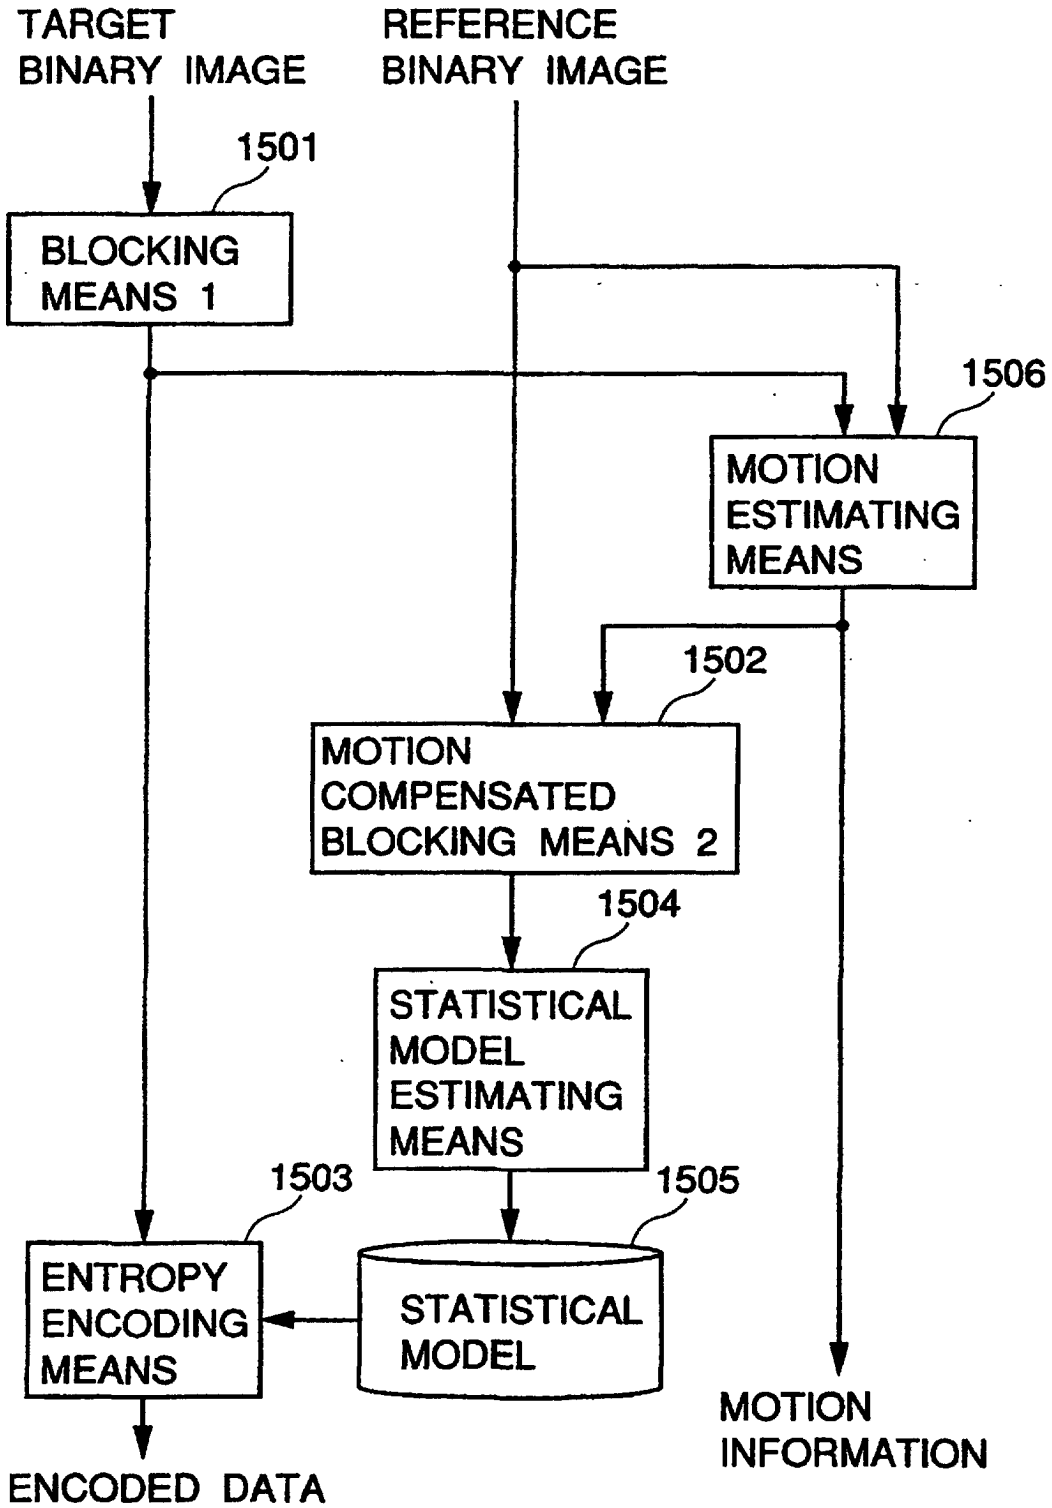 TARGET
BINARY IMAGE
REFERENCE
BINARY IMAGE
1501
BLOCKING
MEANS 1
1506
MOTION
ESTIMATING
MEANS
1502
MOTION
COMPENSATED
BLOCKING MEANS 2
1504
STATISTICAL
MODEL
ESTIMATING
MEANS
1503
1505
ENTROPY
ENCODING
MEANS
STATISTICAL
MODEL
MOTION
INFORMATION
ENCODED DATA